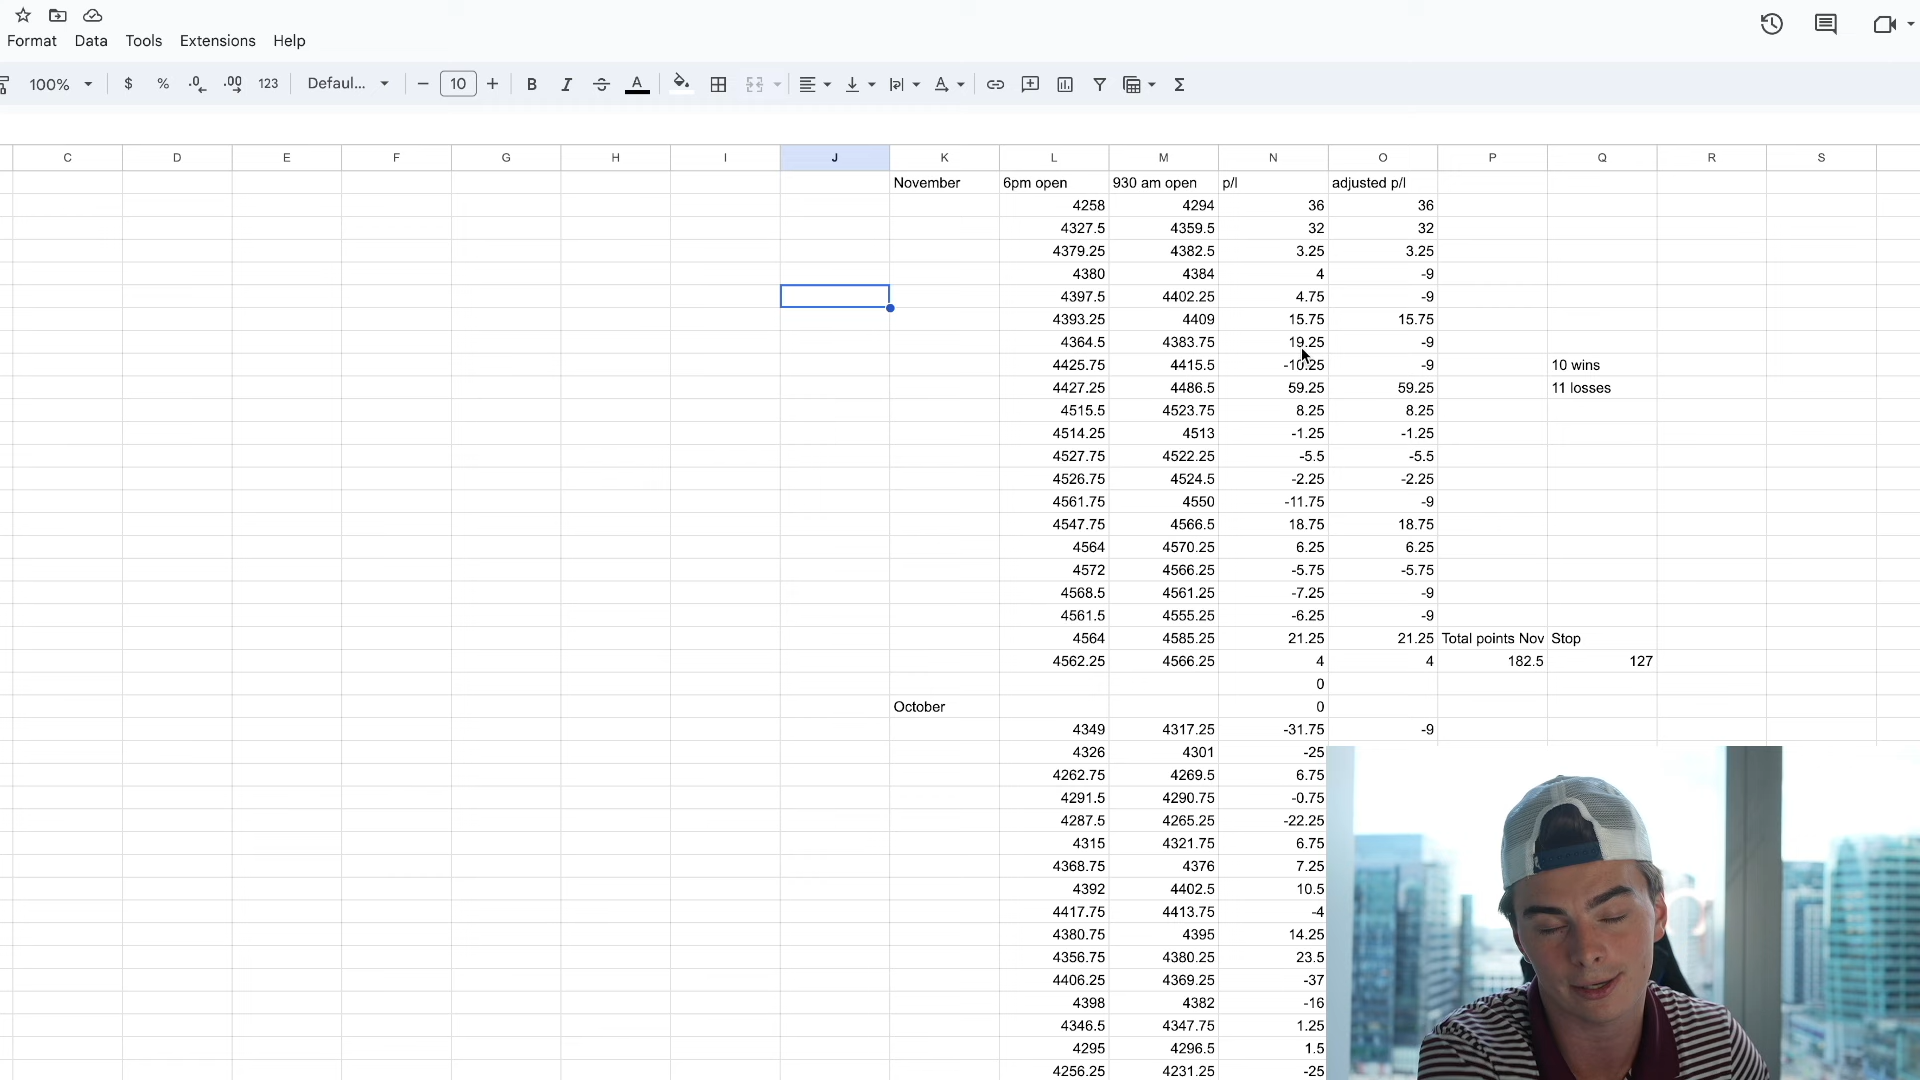 Format Data Tools Extensions Help
100% $ % .0 .00 123 Defaul... 10 B I S A A
C D E F G H I J K L M N O P Q R S
November 6pm open 930 am open p/l adjusted p/l
4258 4294 36 36
4327.5 4359.5 32 32
4379.25 4382.5 3.25 3.25
4380 4384 4 -9
4397.5 4402.25 4.75 -9
4393.25 4409 15.75 15.75
4364.5 4383.75 19.25 -9
4425.75 4415.5 -10.25 -9 10 wins
4427.25 4486.5 59.25 59.25 11 losses
4515.5 4523.75 8.25 8.25
4514.25 4513 -1.25 -1.25
4527.75 4522.25 -5.5 -5.5
4526.75 4524.5 -2.25 -2.25
4561.75 4550 -11.75 -9
4547.75 4566.5 18.75 18.75
4564 4570.25 6.25 6.25
4572 4566.25 -5.75 -5.75
4568.5 4561.25 -7.25 -9
4561.5 4555.25 -6.25 -9
4564 4585.25 21.25 21.25 Total points Nov Stop
4562.25 4566.25 4 4 182.5 127
0
October 0
4349 4317.25 -31.75 -9
4326 4301 -25
4262.75 4269.5 6.75
4291.5 4290.75 -0.75
4287.5 4265.25 -22.25
4315 4321.75 6.75
4368.75 4376 7.25
4392 4402.5 10.5
4417.75 4413.75 -4
4380.75 4395 14.25
4356.75 4380.25 23.5
4406.25 4369.25 -37
4398 4382 -16
4346.5 4347.75 1.25
4295 4296.5 1.5
4256.25 4231.25 -25